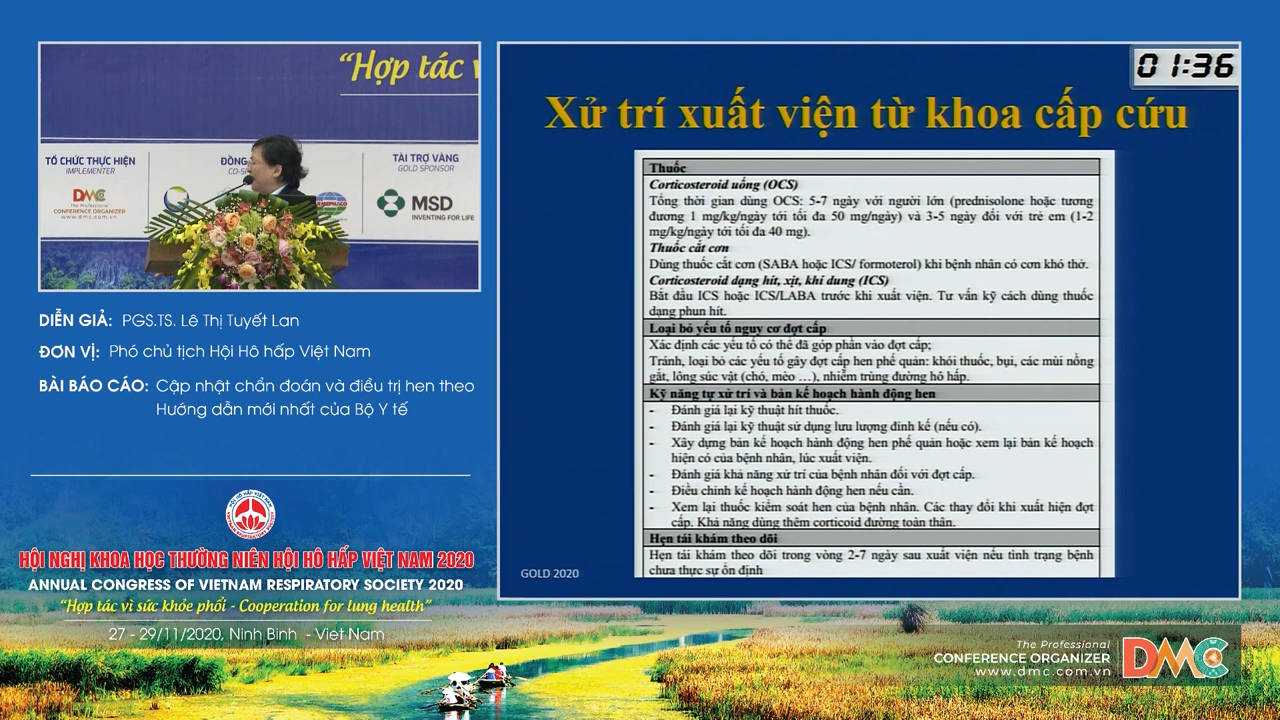 “Hợp tác v
TỔ CHỨC THỰC HIỆN
IMPLEMENTER
DMC
The Professional
CONFERENCE ORGANIZER
www.dmc.com.vn
ĐỒNG
CO-S
TÀI TRỢ VÀNG
GOLD SPONSOR
MSD
INVENTING FOR LIFE
DIỄN GIẢ: PGS.TS. Lê Thị Tuyết Lan
ĐƠN VỊ: Phó chủ tịch Hội Hô hấp Việt Nam
BÀI BÁO CÁO: Cập nhật chẩn đoán và điều trị hen theo
Hướng dẫn mới nhất của Bộ Y tế
HỘI NGHỊ KHOA HỌC THƯỜNG NIÊN HỘI HÔ HẤP VIỆT NAM 2020
ANNUAL CONGRESS OF VIETNAM RESPIRATORY SOCIETY 2020
“Hợp tác vì sức khỏe phổi - Cooperation for lung health”
27 - 29/11/2020, Ninh Bình - Viet Nam
01:36
Xử trí xuất viện từ khoa cấp cứu
Thuốc
Corticosteroid uống (OCS)
Tổng thời gian dùng OCS: 5-7 ngày với người lớn (prednisolone hoặc tương
đương 1 mg/kg/ngày tới tối đa 50 mg/ngày) và 3-5 ngày đối với trẻ em (1-2
mg/kg/ngày tới tối đa 40 mg).
Thuốc cắt cơn
Dùng thuốc cắt cơn (SABA hoặc ICS/ formoterol) khi bệnh nhân có cơn khó thở.
Corticosteroid dạng hít, xịt, khí dung (ICS)
Bắt đầu ICS hoặc ICS/LABA trước khi xuất viện. Tư vấn kỹ cách dùng thuốc
dạng phun hít.
Loại bỏ yếu tố nguy cơ đợt cấp
Xác định các yếu tố có thể đã góp phần vào đợt cấp;
Tránh, loại bỏ các yếu tố gây đợt cấp hen phế quản: khói thuốc, bụi, các mùi nồng
gắt, lông súc vật (chó, mèo …), nhiễm trùng đường hô hấp.
Kỹ năng tự xử trí và bản kế hoạch hành động hen
- Đánh giá lại kỹ thuật hít thuốc.
- Đánh giá lại kỹ thuật sử dụng lưu lượng đỉnh kế (nếu có).
- Xây dựng bản kế hoạch hành động hen phế quản hoặc xem lại bản kế hoạch
hiện có của bệnh nhân, lúc xuất viện.
- Đánh giá khả năng xử trí của bệnh nhân đối với đợt cấp.
- Điều chỉnh kế hoạch hành động hen nếu cần.
- Xem lại thuốc kiểm soát hen của bệnh nhân. Các thay đổi khi xuất hiện đợt
cấp. Khả năng dùng thêm corticoid đường toàn thân.
Hẹn tái khám theo dõi
Hẹn tái khám theo dõi trong vòng 2-7 ngày sau xuất viện nếu tình trạng bệnh
chưa thực sự ổn định
GOLD 2020
The Professional
CONFERENCE ORGANIZER
www.dmc.com.vn
DMC